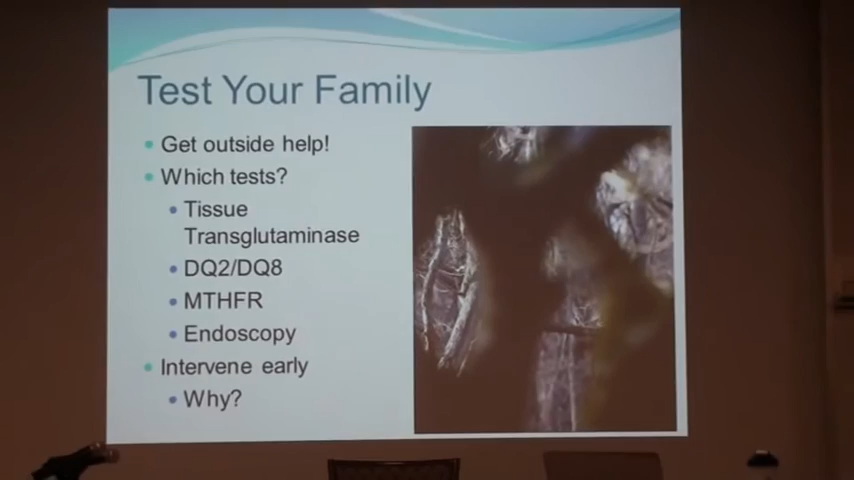 Test Your Family
Get outside help!
Which tests?
Tissue
Transglutaminase
DQ2/DQ8
MTHFR
Endoscopy
Intervene early
Why?